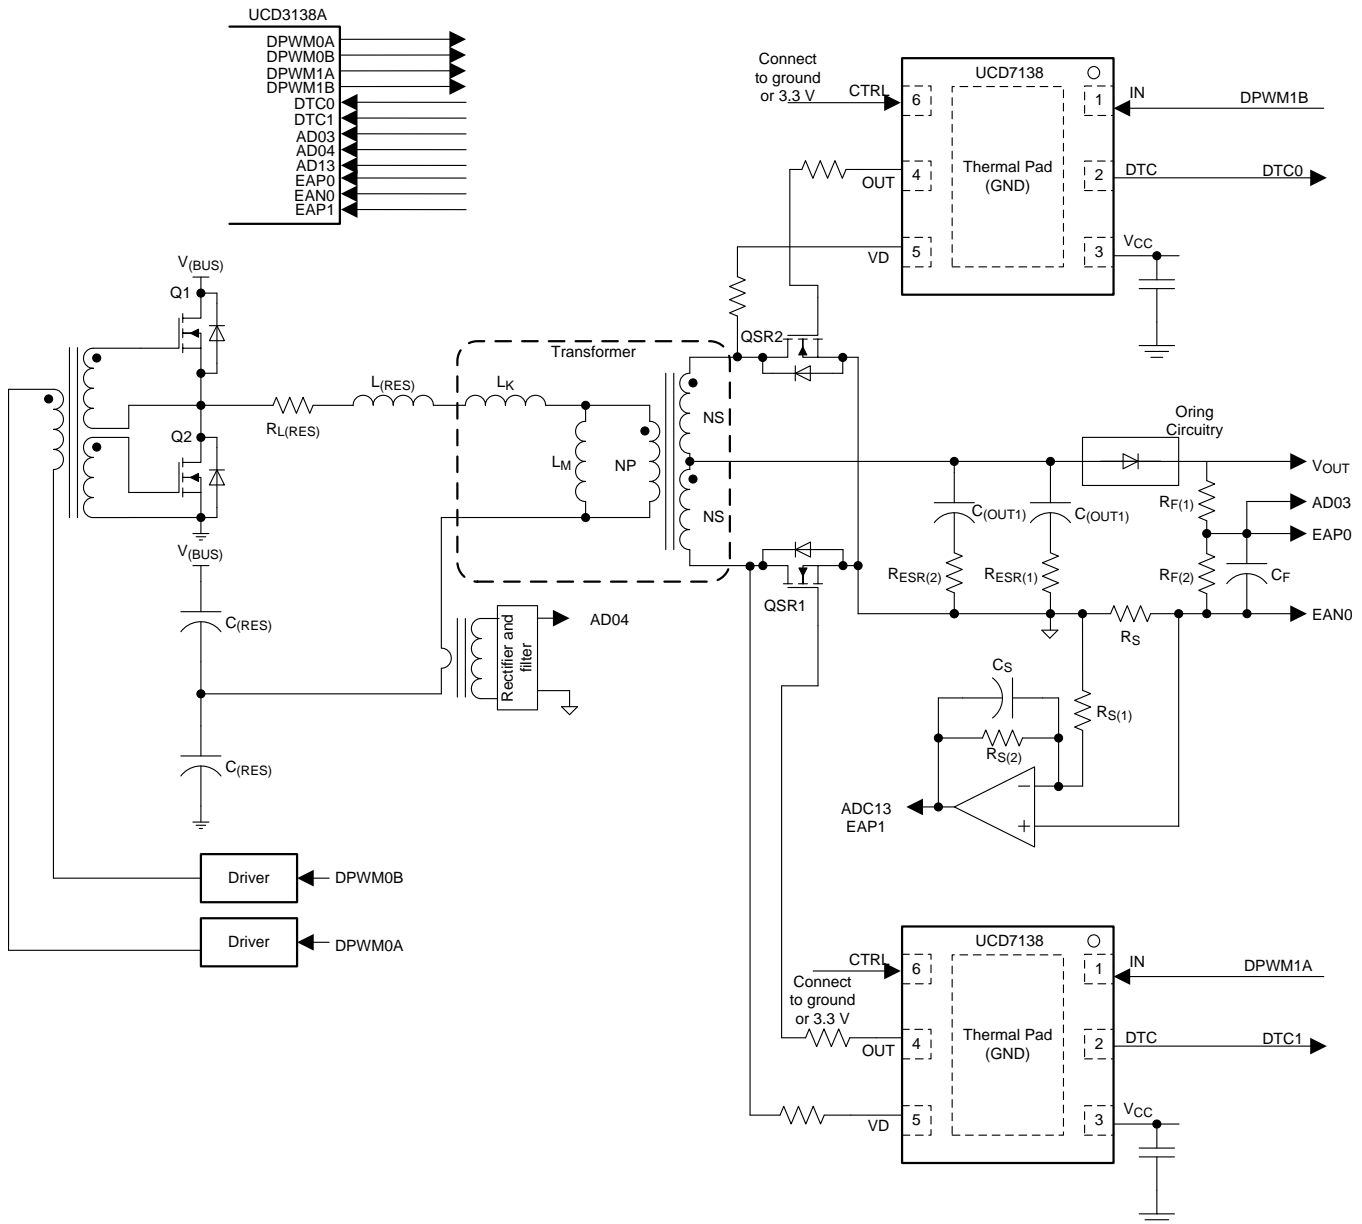 UCD3138A
DPWM0A
DPWM0B
DPWM1A
DPWM1B
DTC0
DTC1
AD03
AD04
AD13
EAP0
EAN0
EAP1
Connect
to ground
or 3.3 V
CTRL
UCD7138
6
1
IN
DPWM1B
Thermal Pad
(GND)
4
OUT
2
DTC
DTC0
5
VD
3
VCC
V(BUS)
Q1
Q2
RL(RES)
L(RES)
Transformer
LK
LM
NP
NS
NS
QSR2
QSR1
Oring
Circuitry
VOUT
AD03
EAP0
EAN0
RF(1)
RF(2)
CF
C(OUT1)
C(OUT1)
RESR(2)
RESR(1)
RS
V(BUS)
C(RES)
C(RES)
Rectifier and
filter
AD04
CS
RS(1)
RS(2)
−
+
ADC13
EAP1
Driver
DPWM0B
Driver
DPWM0A
UCD7138
CTRL
6
1
IN
DPWM1A
Connect
to ground
or 3.3 V
Thermal Pad
(GND)
4
OUT
2
DTC
DTC1
5
VD
3
VCC